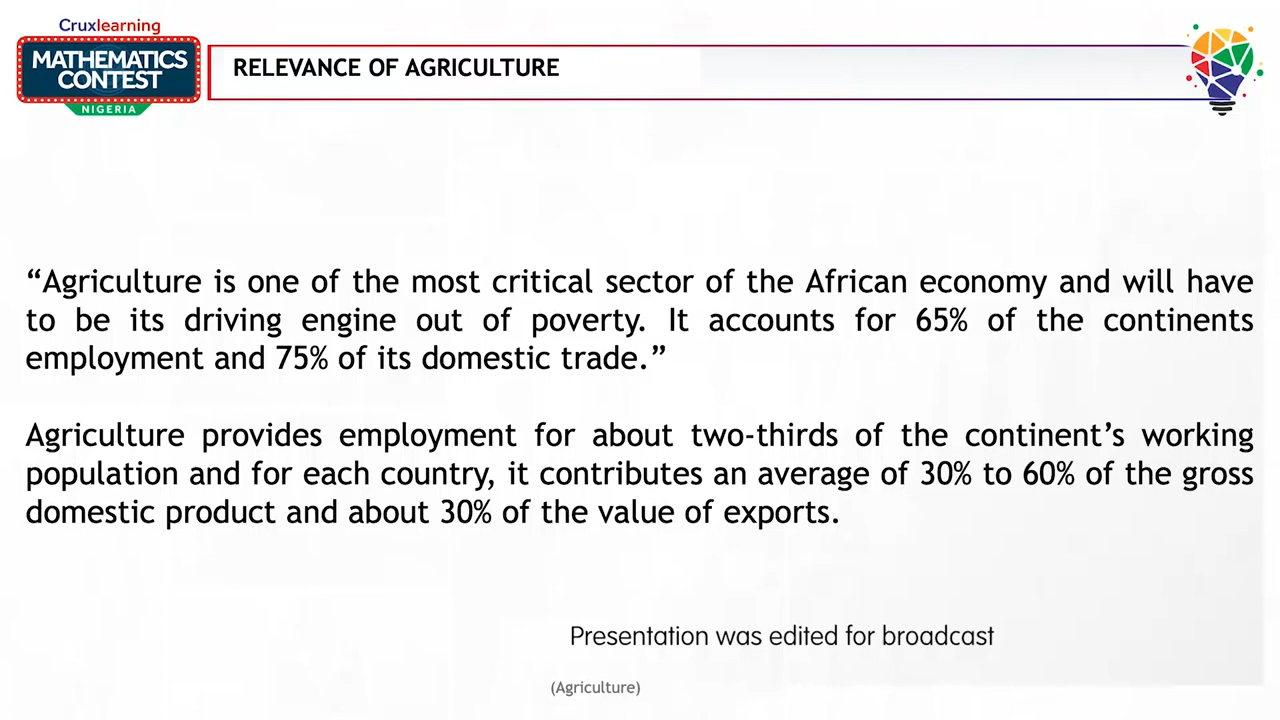 Cruxlearning
MATHEMATICS
CONTEST
NIGERIA
RELEVANCE OF AGRICULTURE
“Agriculture is one of the most critical sector of the African economy and will have
to be its driving engine out of poverty. It accounts for 65% of the continents
employment and 75% of its domestic trade.”
Agriculture provides employment for about two-thirds of the continent’s working
population and for each country, it contributes an average of 30% to 60% of the gross
domestic product and about 30% of the value of exports.
Presentation was edited for broadcast
(Agriculture)